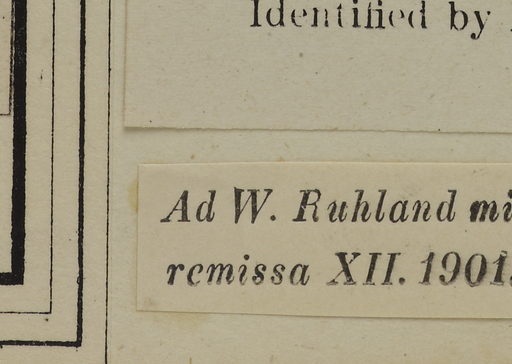 Identified by
Ad W. Ruhland mi
remissa XII. 1901.